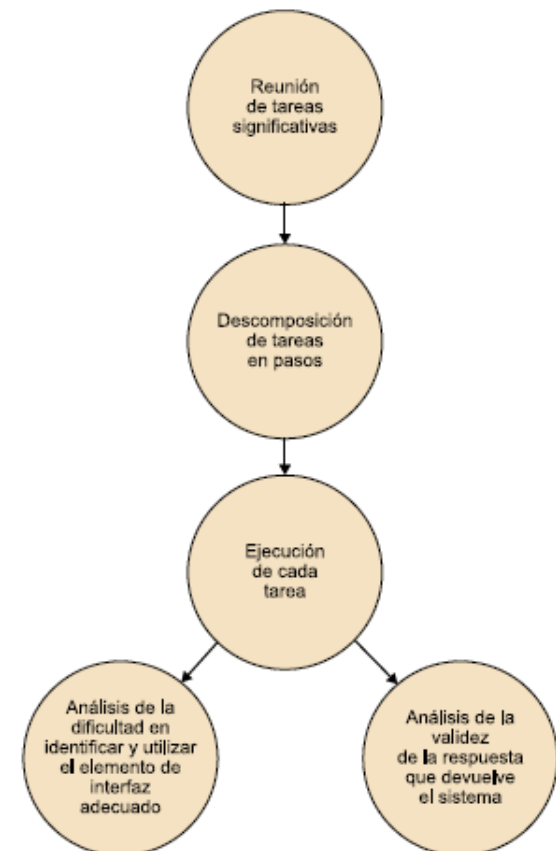 Reunión
de tareas
significativas
Descomposición
de tareas
en pasos
Ejecución
de cada
tarea
Análisis de la
dificultad en
identificar y utilizar
el elemento de
interfaz
adecuado
Análisis de la
validez
de la respuesta
que devuelve
el sistema